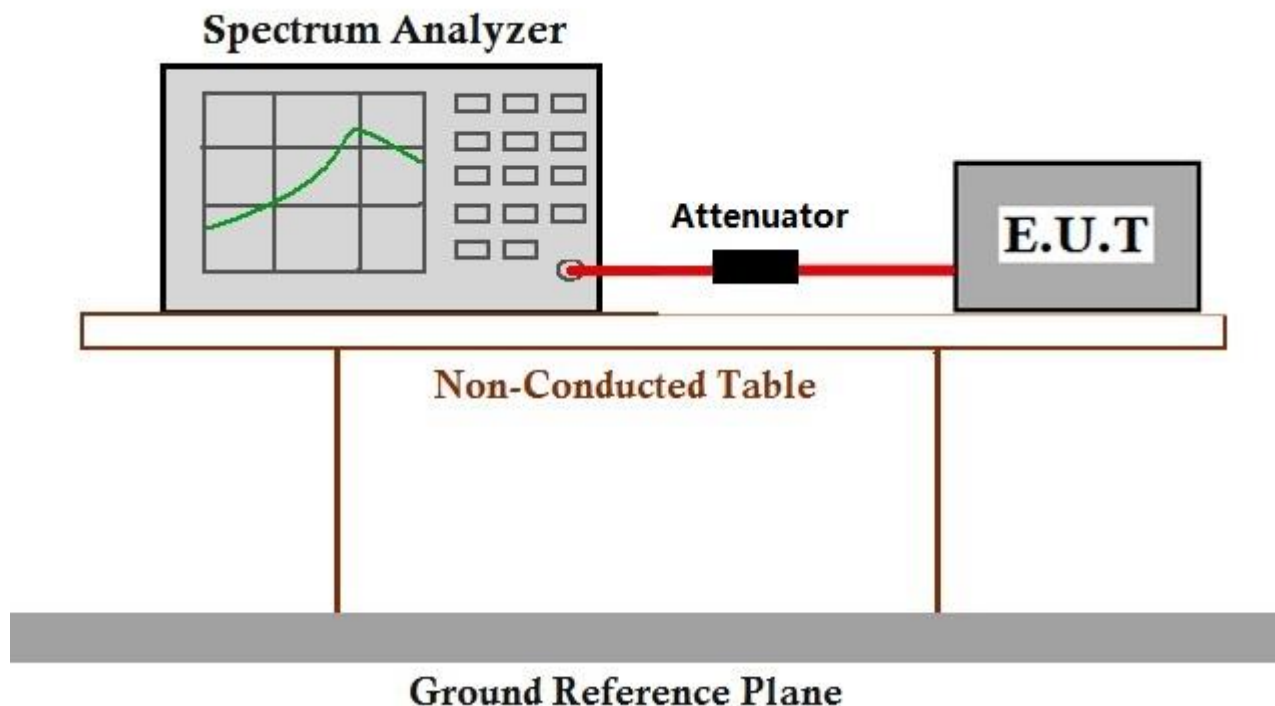 Spectrum Analyzer
Attenuator
E.U.T
Non-Conducted Table
Ground Reference Plane